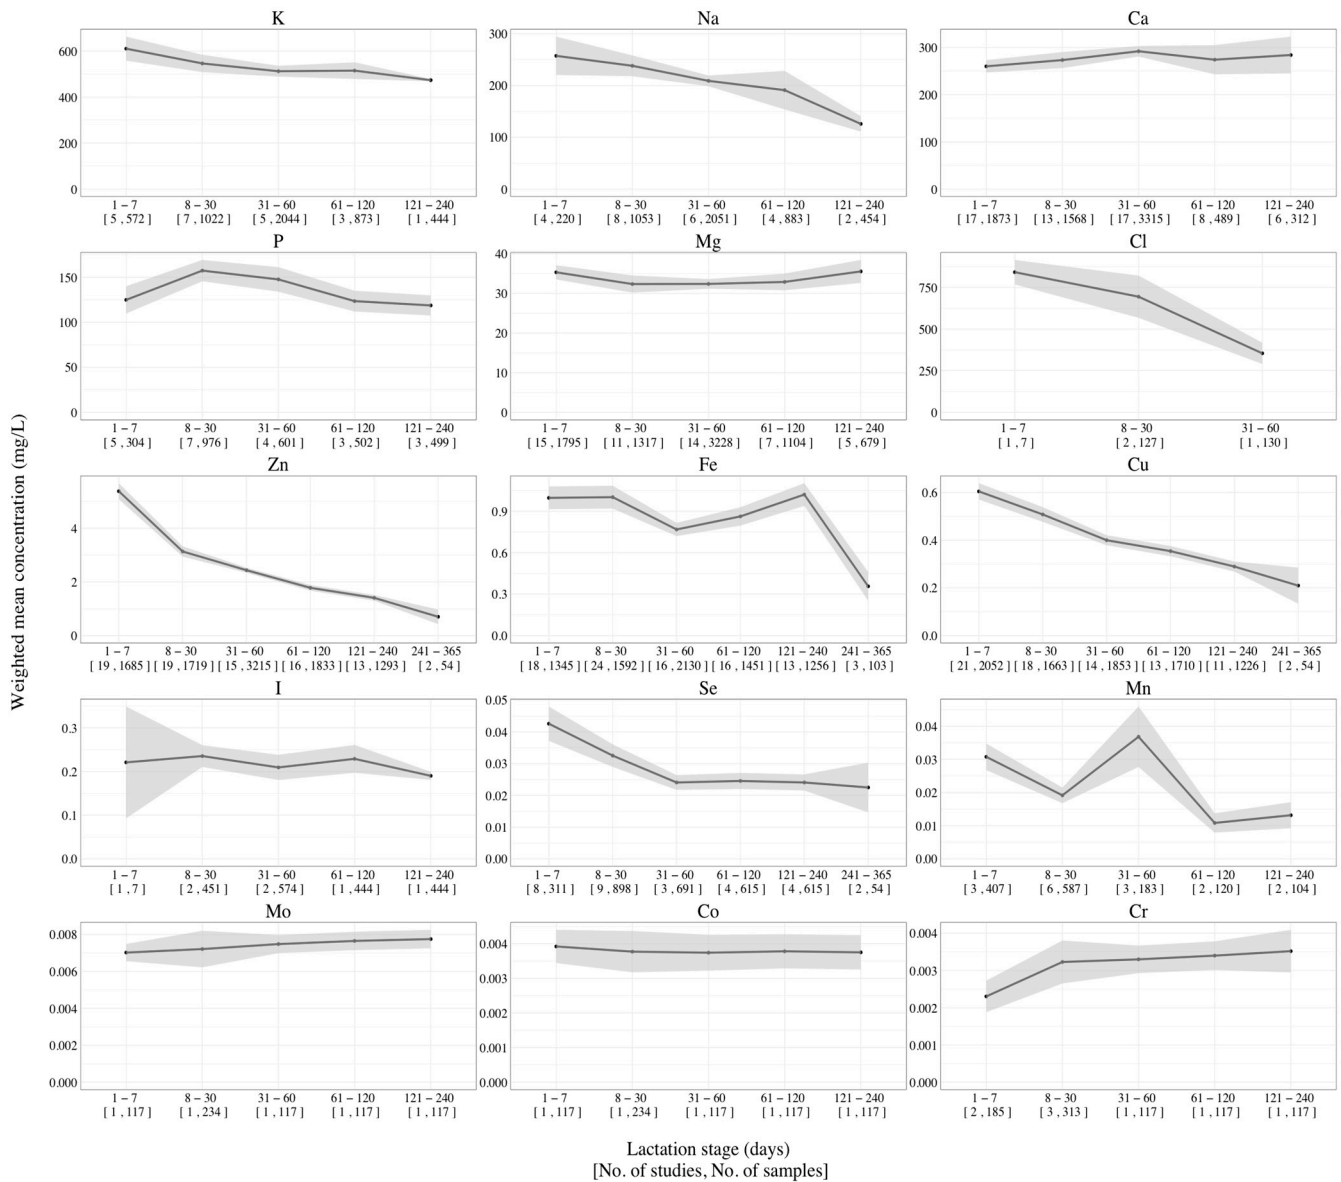 K
Na
Ca
600
400
200
0
300
200
100
0
300
200
100
0
1 – 7 8 – 30 31 – 60 61 – 120 121 – 240
[ 5 , 572 ] [ 7 , 1022 ] [ 5 , 2044 ] [ 3 , 873 ] [ 1 , 444 ]
1 – 7 8 – 30 31 – 60 61 – 120 121 – 240
[ 4 , 220 ] [ 8 , 1053 ] [ 6 , 2051 ] [ 4 , 883 ] [ 2 , 454 ]
1 – 7 8 – 30 31 – 60 61 – 120 121 – 240
[ 17 , 1873 ] [ 13 , 1568 ] [ 17 , 3315 ] [ 8 , 489 ] [ 6 , 312 ]
P
Mg
Cl
150
100
50
0
40
30
20
10
0
750
500
250
0
1 – 7 8 – 30 31 – 60 61 – 120 121 – 240
[ 5 , 304 ] [ 7 , 976 ] [ 4 , 601 ] [ 3 , 502 ] [ 3 , 499 ]
1 – 7 8 – 30 31 – 60 61 – 120 121 – 240
[ 15 , 1795 ] [ 11 , 1317 ] [ 14 , 3228 ] [ 7 , 1104 ] [ 5 , 679 ]
1 – 7 8 – 30 31 – 60
[ 1 , 7 ] [ 2 , 127 ] [ 1 , 130 ]
Weighted mean concentration (mg/L)
Zn
Fe
Cu
4
2
0
0.9
0.6
0.3
0.0
0.6
0.4
0.2
0.0
1 – 7 8 – 30 31 – 60 61 – 120 121 – 240 241 – 365
[ 19 , 1685 ] [ 19 , 1719 ] [ 15 , 3215 ] [ 16 , 1833 ] [ 13 , 1293 ] [ 2 , 54 ]
1 – 7 8 – 30 31 – 60 61 – 120 121 – 240 241 – 365
[ 18 , 1345 ] [ 24 , 1592 ] [ 16 , 2130 ] [ 16 , 1451 ] [ 13 , 1256 ] [ 3 , 103 ]
1 – 7 8 – 30 31 – 60 61 – 120 121 – 240 241 – 365
[ 21 , 2052 ] [ 18 , 1663 ] [ 14 , 1853 ] [ 13 , 1710 ] [ 11 , 1226 ] [ 2 , 54 ]
I
Se
Mn
0.3
0.2
0.1
0.0
0.05
0.04
0.03
0.02
0.01
0.00
0.04
0.03
0.02
0.01
0.00
1 – 7 8 – 30 31 – 60 61 – 120 121 – 240
[ 1 , 7 ] [ 2 , 451 ] [ 2 , 574 ] [ 1 , 444 ] [ 1 , 444 ]
1 – 7 8 – 30 31 – 60 61 – 120 121 – 240 241 – 365
[ 8 , 311 ] [ 9 , 898 ] [ 3 , 691 ] [ 4 , 615 ] [ 4 , 615 ] [ 2 , 54 ]
1 – 7 8 – 30 31 – 60 61 – 120 121 – 240
[ 3 , 407 ] [ 6 , 587 ] [ 3 , 183 ] [ 2 , 120 ] [ 2 , 104 ]
Mo
Co
Cr
0.008
0.006
0.004
0.002
0.000
0.004
0.003
0.002
0.001
0.000
0.004
0.003
0.002
0.001
0.000
1 – 7 8 – 30 31 – 60 61 – 120 121 – 240
[ 1 , 117 ] [ 1 , 234 ] [ 1 , 117 ] [ 1 , 117 ] [ 1 , 117 ]
1 – 7 8 – 30 31 – 60 61 – 120 121 – 240
[ 1 , 117 ] [ 1 , 234 ] [ 1 , 117 ] [ 1 , 117 ] [ 1 , 117 ]
1 – 7 8 – 30 31 – 60 61 – 120 121 – 240
[ 2 , 185 ] [ 3 , 313 ] [ 1 , 117 ] [ 1 , 117 ] [ 1 , 117 ]
Lactation stage (days)
[No. of studies, No. of samples]